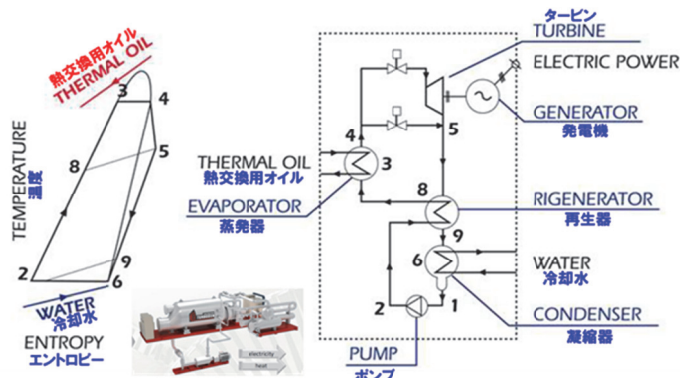 熱交換用オイル
THERMAL OIL
3
4
5
8
9
2
6
TEMPERATURE
温度
WATER
冷却水
ENTROPY
エントロピー
electricity
heat
タービン
TURBINE
ELECTRIC POWER
GENERATOR
発電機
4
5
THERMAL OIL
熱交換用オイル
3
EVAPORATOR
蒸発器
8
RIGENERATOR
再生器
9
6
WATER
冷却水
2
1
CONDENSER
凝縮器
PUMP
ポンプ